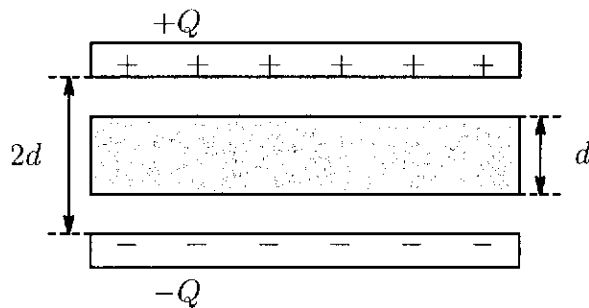 +Q
+ + + + + +
2d
d
− − − − − −
−Q